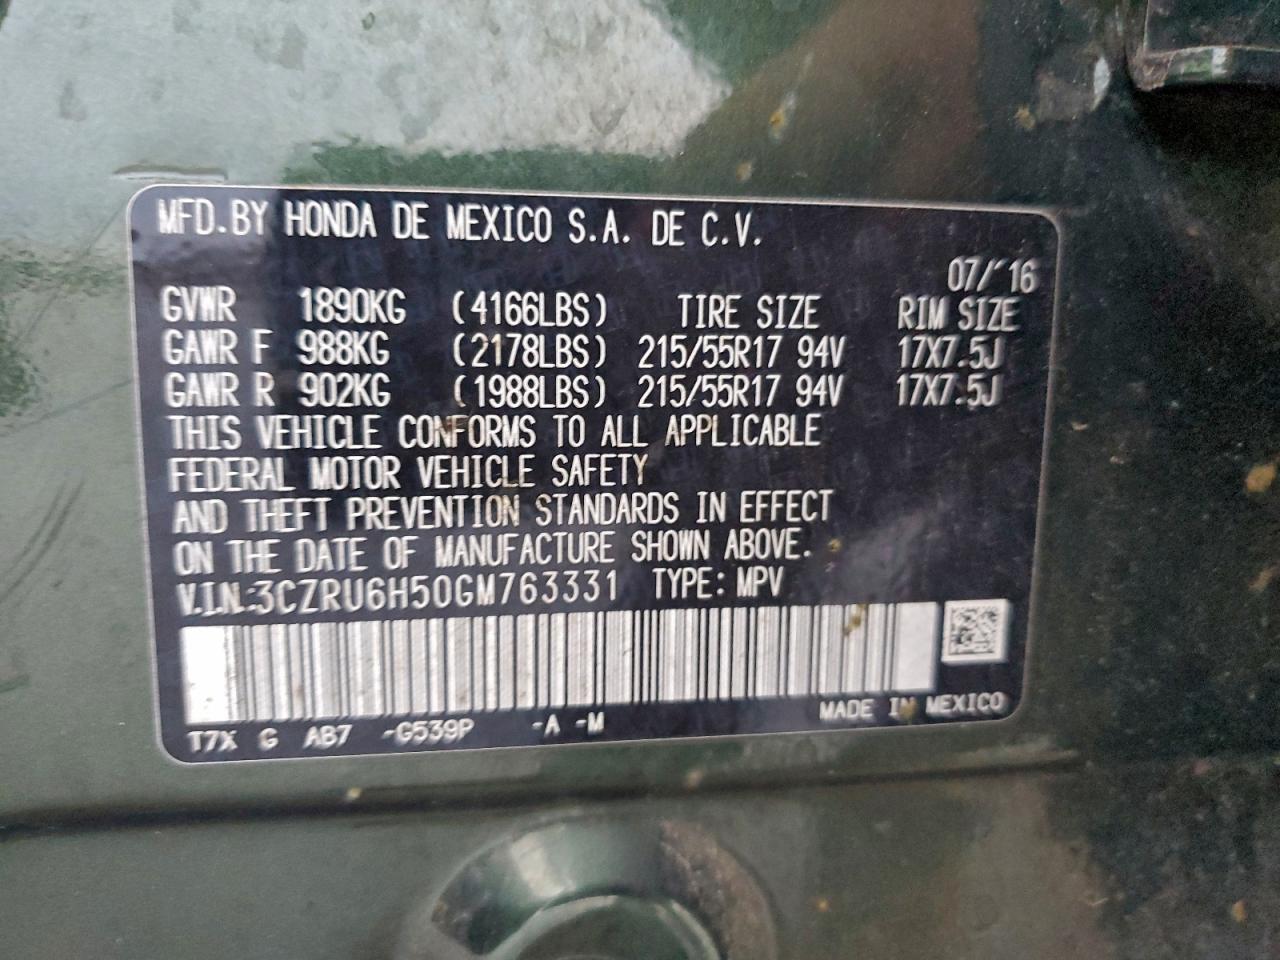 MFD.BY HONDA DE MEXICO S.A. DE C.V.
07/'16
GVWR 1890KG (4166LBS) TIRE SIZE RIM SIZE
GAWR F 988KG (2178LBS) 215/55R17 94V 17X7.5J
GAWR R 902KG (1988LBS) 215/55R17 94V 17X7.5J
THIS VEHICLE CONFORMS TO ALL APPLICABLE
FEDERAL MOTOR VEHICLE SAFETY
AND THEFT PREVENTION STANDARDS IN EFFECT
ON THE DATE OF MANUFACTURE SHOWN ABOVE.
V.I.N.:3CZRU6H50GM763331 TYPE: MPV
MADE IN MEXICO
T7X G AB7 -G539P -A -M